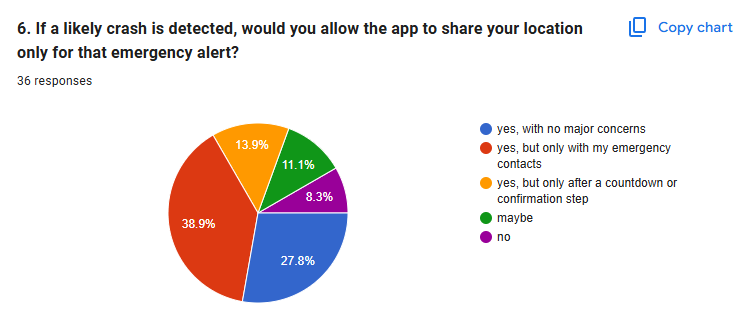 6. If a likely crash is detected, would you allow the app to share your location
only for that emergency alert?
Copy chart
36 responses
13.9%
11.1%
8.3%
38.9%
27.8%
yes, with no major concerns
yes, but only with my emergency
contacts
yes, but only after a countdown or
confirmation step
maybe
no